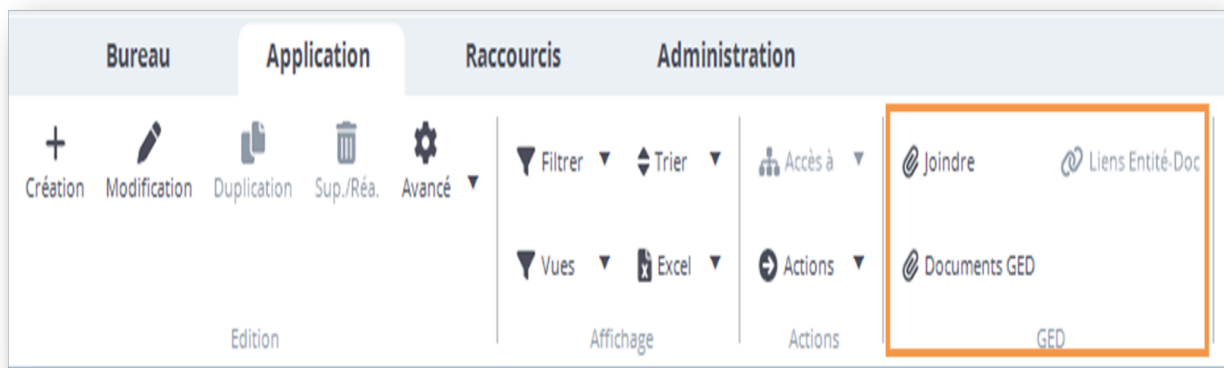 Bureau Application Raccourcis Administration
Création Modification Duplication Sup./Réa. Avancé
Filtrer Trier
Vues Excel
Accès à
Actions
Joindre Liens Entité-Doc
Documents GED
Edition Affichage Actions GED